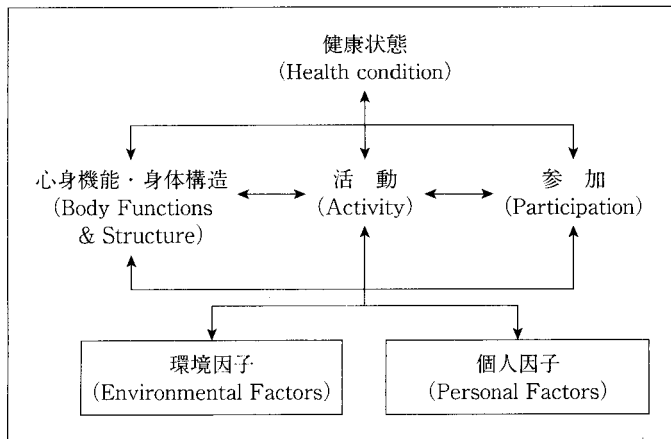 健康状態
(Health condition)
心身機能・身体構造
(Body Functions
& Structure)
活 動
(Activity)
参 加
(Participation)
環境因子
(Environmental Factors)
個人因子
(Personal Factors)